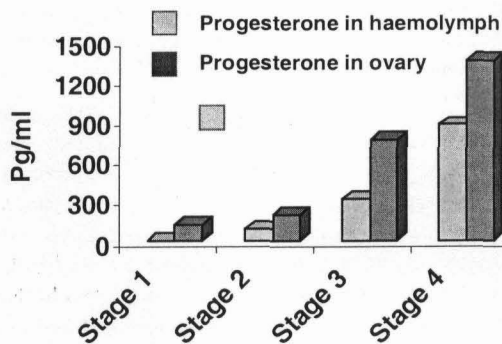 Progesterone in haemolymph
Progesterone in ovary
Pg/ml
1500
1200
900
600
300
0
Stage 1
Stage 2
Stage 3
Stage 4